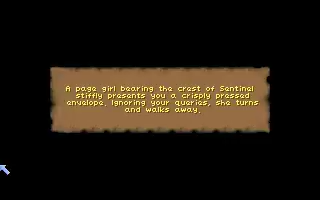 A page girl bearing the crest of Sentinel
stiffly presents you a crisply pressed
envelope. Ignoring your queries, she turns
and walks away.